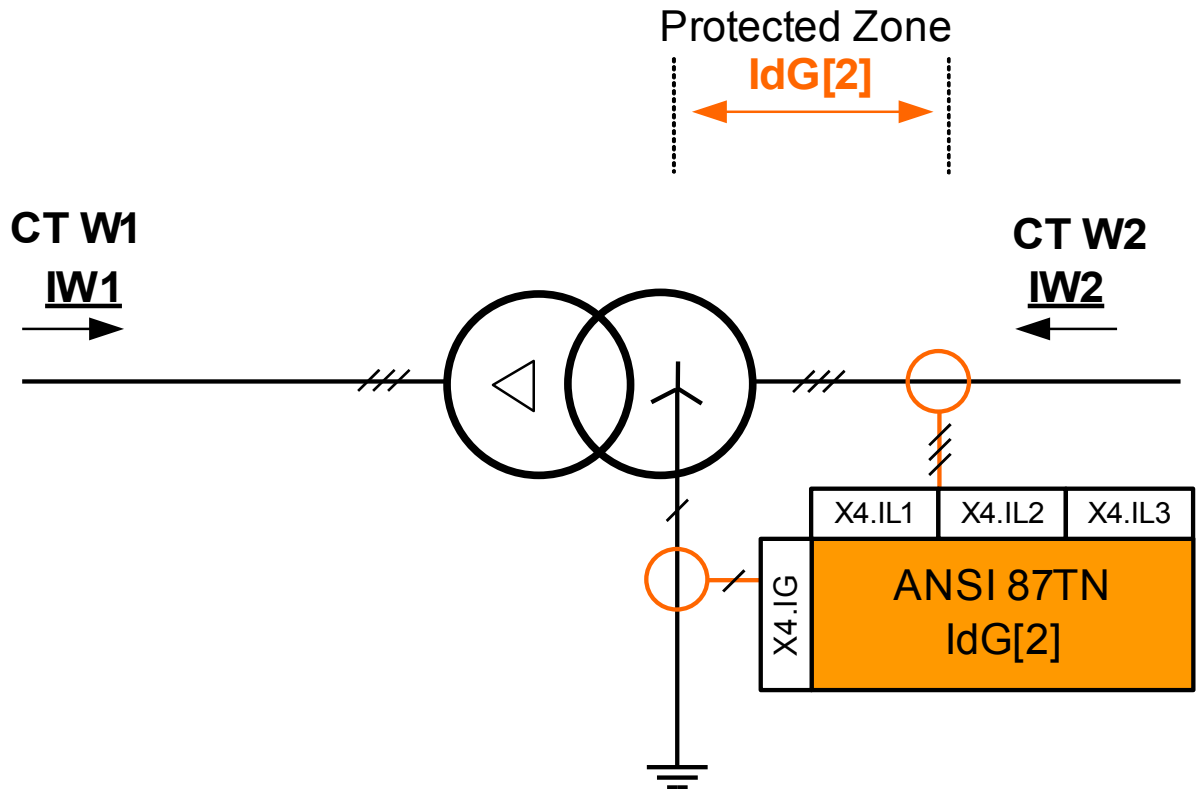 Protected Zone
IdG[2]
CT W1
IW1
CT W2
IW2
X4.IL1
X4.IL2
X4.IL3
X4.IG
ANSI 87TN
IdG[2]